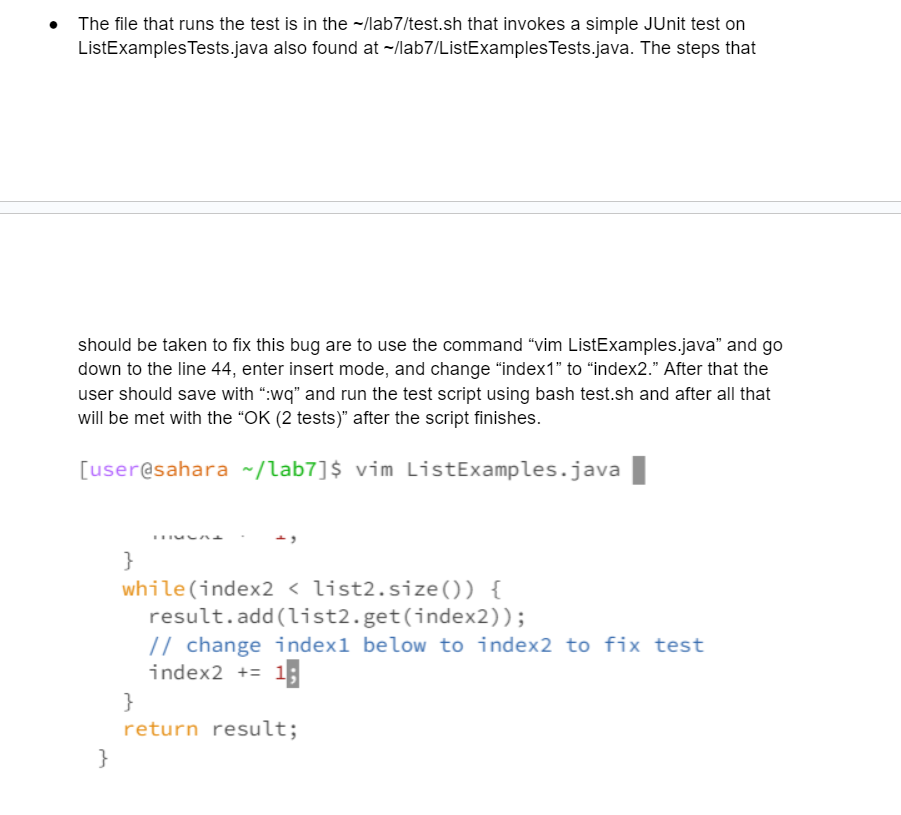 ● The file that runs the test is in the ~/lab7/test.sh that invokes a simple JUnit test on
ListExamplesTests.java also found at ~/lab7/ListExamplesTests.java. The steps that
should be taken to fix this bug are to use the command “vim ListExamples.java” and go
down to the line 44, enter insert mode, and change “index1” to “index2.” After that the
user should save with “:wq” and run the test script using bash test.sh and after all that
will be met with the “OK (2 tests)” after the script finishes.
[user@sahara ~/lab7]$ vim ListExamples.java
}
while(index2 < list2.size()) {
result.add(list2.get(index2));
// change index1 below to index2 to fix test
index2 += 1;
}
return result;
}